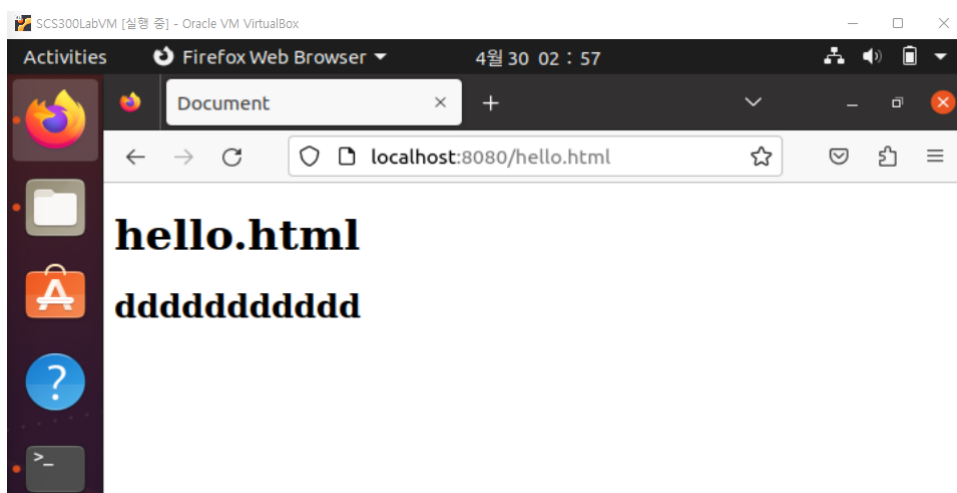 SCS300LabVM [실행 중] - Oracle VM VirtualBox
Activities Firefox Web Browser 4월 30 02 : 57
Document
localhost:8080/hello.html
hello.html
ddddddddddd
>_